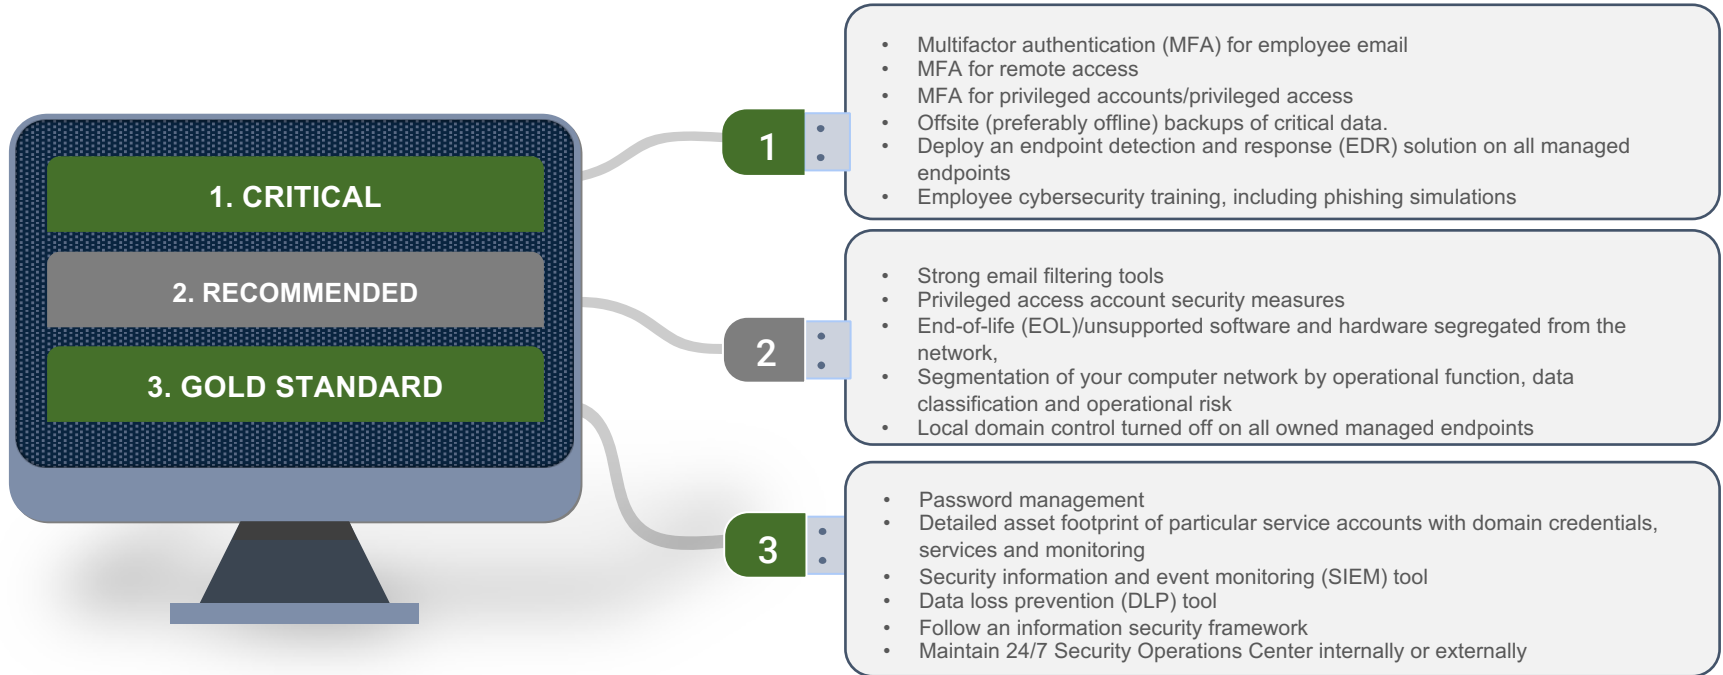 1. CRITICAL
2. RECOMMENDED
3. GOLD STANDARD
1
• Multifactor authentication (MFA) for employee email
• MFA for remote access
• MFA for privileged accounts/privileged access
• Offsite (preferably offline) backups of critical data.
• Deploy an endpoint detection and response (EDR) solution on all managed
endpoints
• Employee cybersecurity training, including phishing simulations
2
• Strong email filtering tools
• Privileged access account security measures
• End-of-life (EOL)/unsupported software and hardware segregated from the
network,
• Segmentation of your computer network by operational function, data
classification and operational risk
• Local domain control turned off on all owned managed endpoints
3
• Password management
• Detailed asset footprint of particular service accounts with domain credentials,
services and monitoring
• Security information and event monitoring (SIEM) tool
• Data loss prevention (DLP) tool
• Follow an information security framework
• Maintain 24/7 Security Operations Center internally or externally